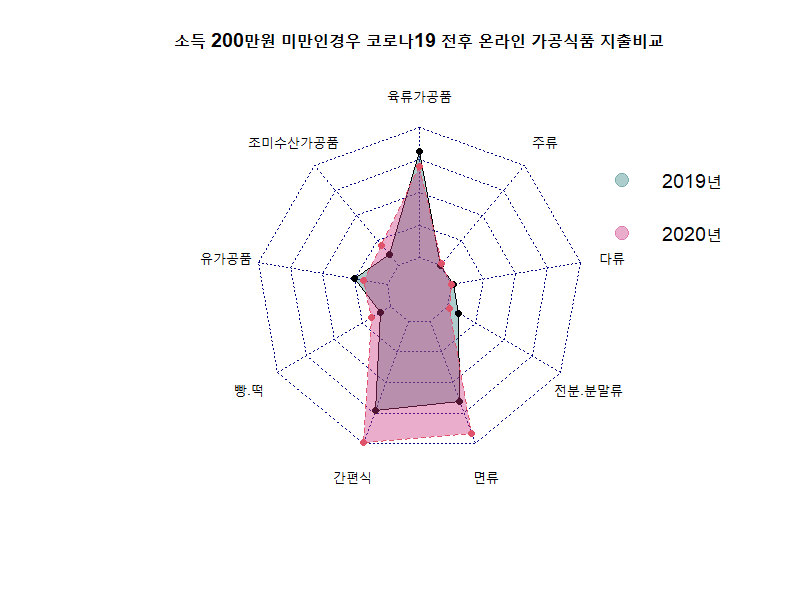 소득 200만원 미만인경우 코로나19 전후 온라인 가공식품 지출비교
육류가공품
조미수산가공품
주류
2019년
2020년
유가공품
다류
빵.떡
전분.분말류
간편식
면류